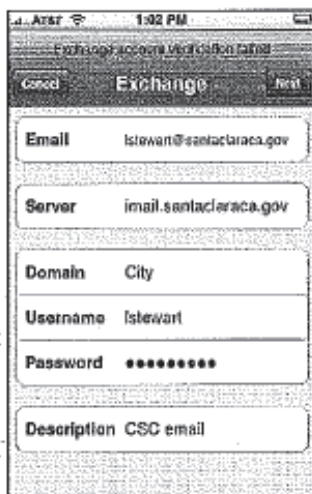 AT&T 1:02 PM
Exchange account verification failed
Cancel Exchange Next
Email lstewart@santaclaraca.gov
Server imail.santaclaraca.gov
Domain City
Username lstewart
Password ●●●●●●●●●
Description CSC email